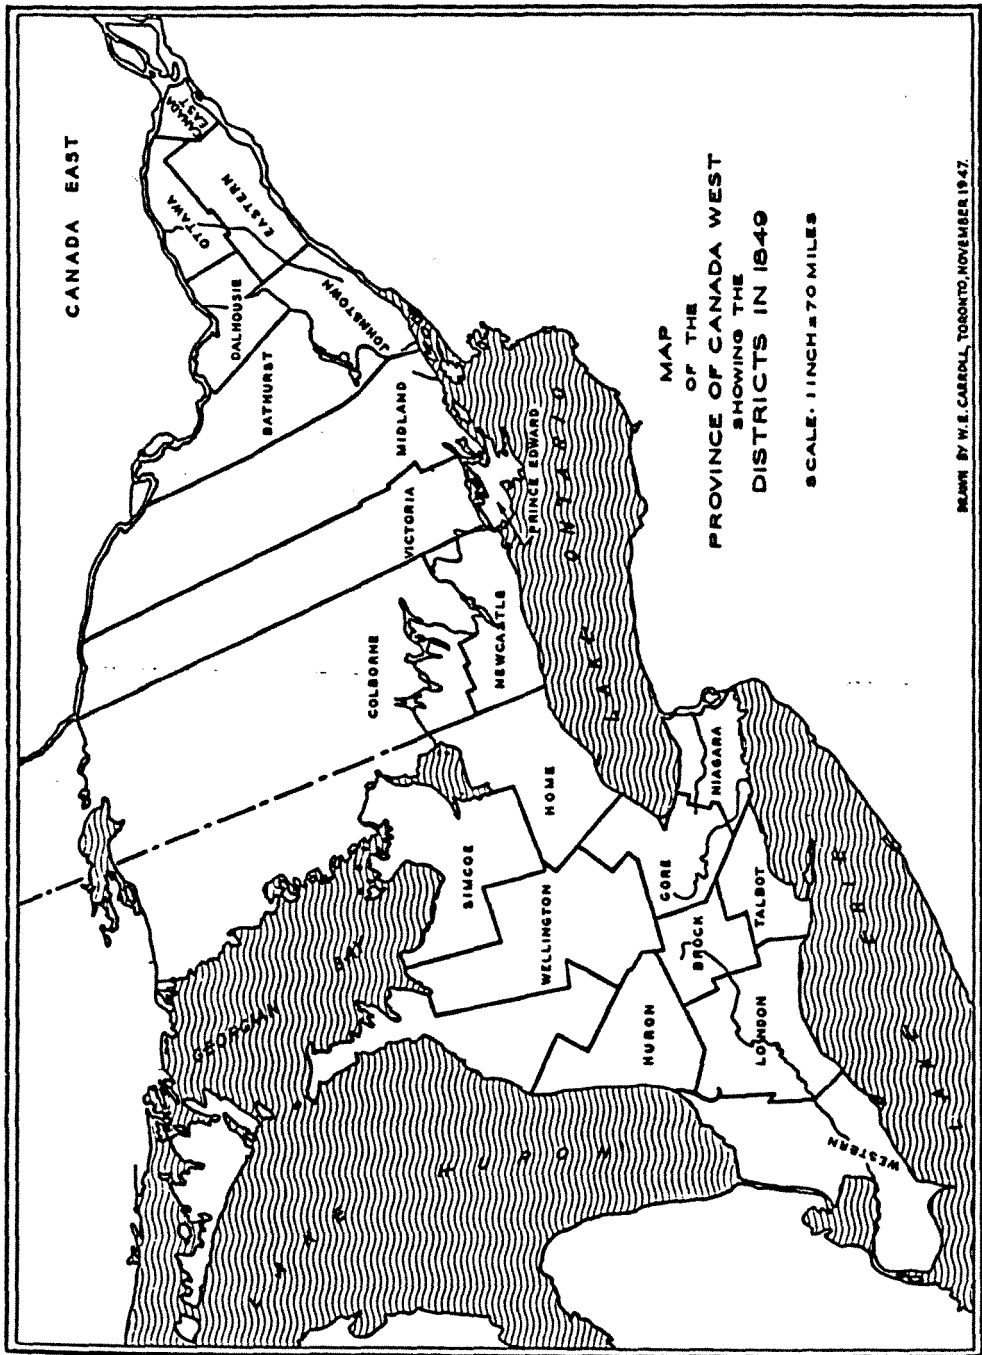 CANADA EAST
CANADA
EAST
OTTAWA
EASTERN
DALHOUSIE
JOHNSTOWN
BATHURST
MIDLAND
VICTORIA
PRINCE EDWARD
COLBORNE
NEWCASTLE
LAKE ONTARIO
HOME
SIMCOE
NIAGARA
GORE
WELLINGTON
TALBOT
BROCK
HURON
LONDON
WESTERN
GEORGIAN BAY
LAKE HURON
LAKE ERIE
MAP
OF THE
PROVINCE OF CANADA WEST
SHOWING THE
DISTRICTS IN 1849
SCALE: 1 INCH = 70 MILES
DRAWN BY W.E. CARROLL, TORONTO, NOVEMBER 1947.